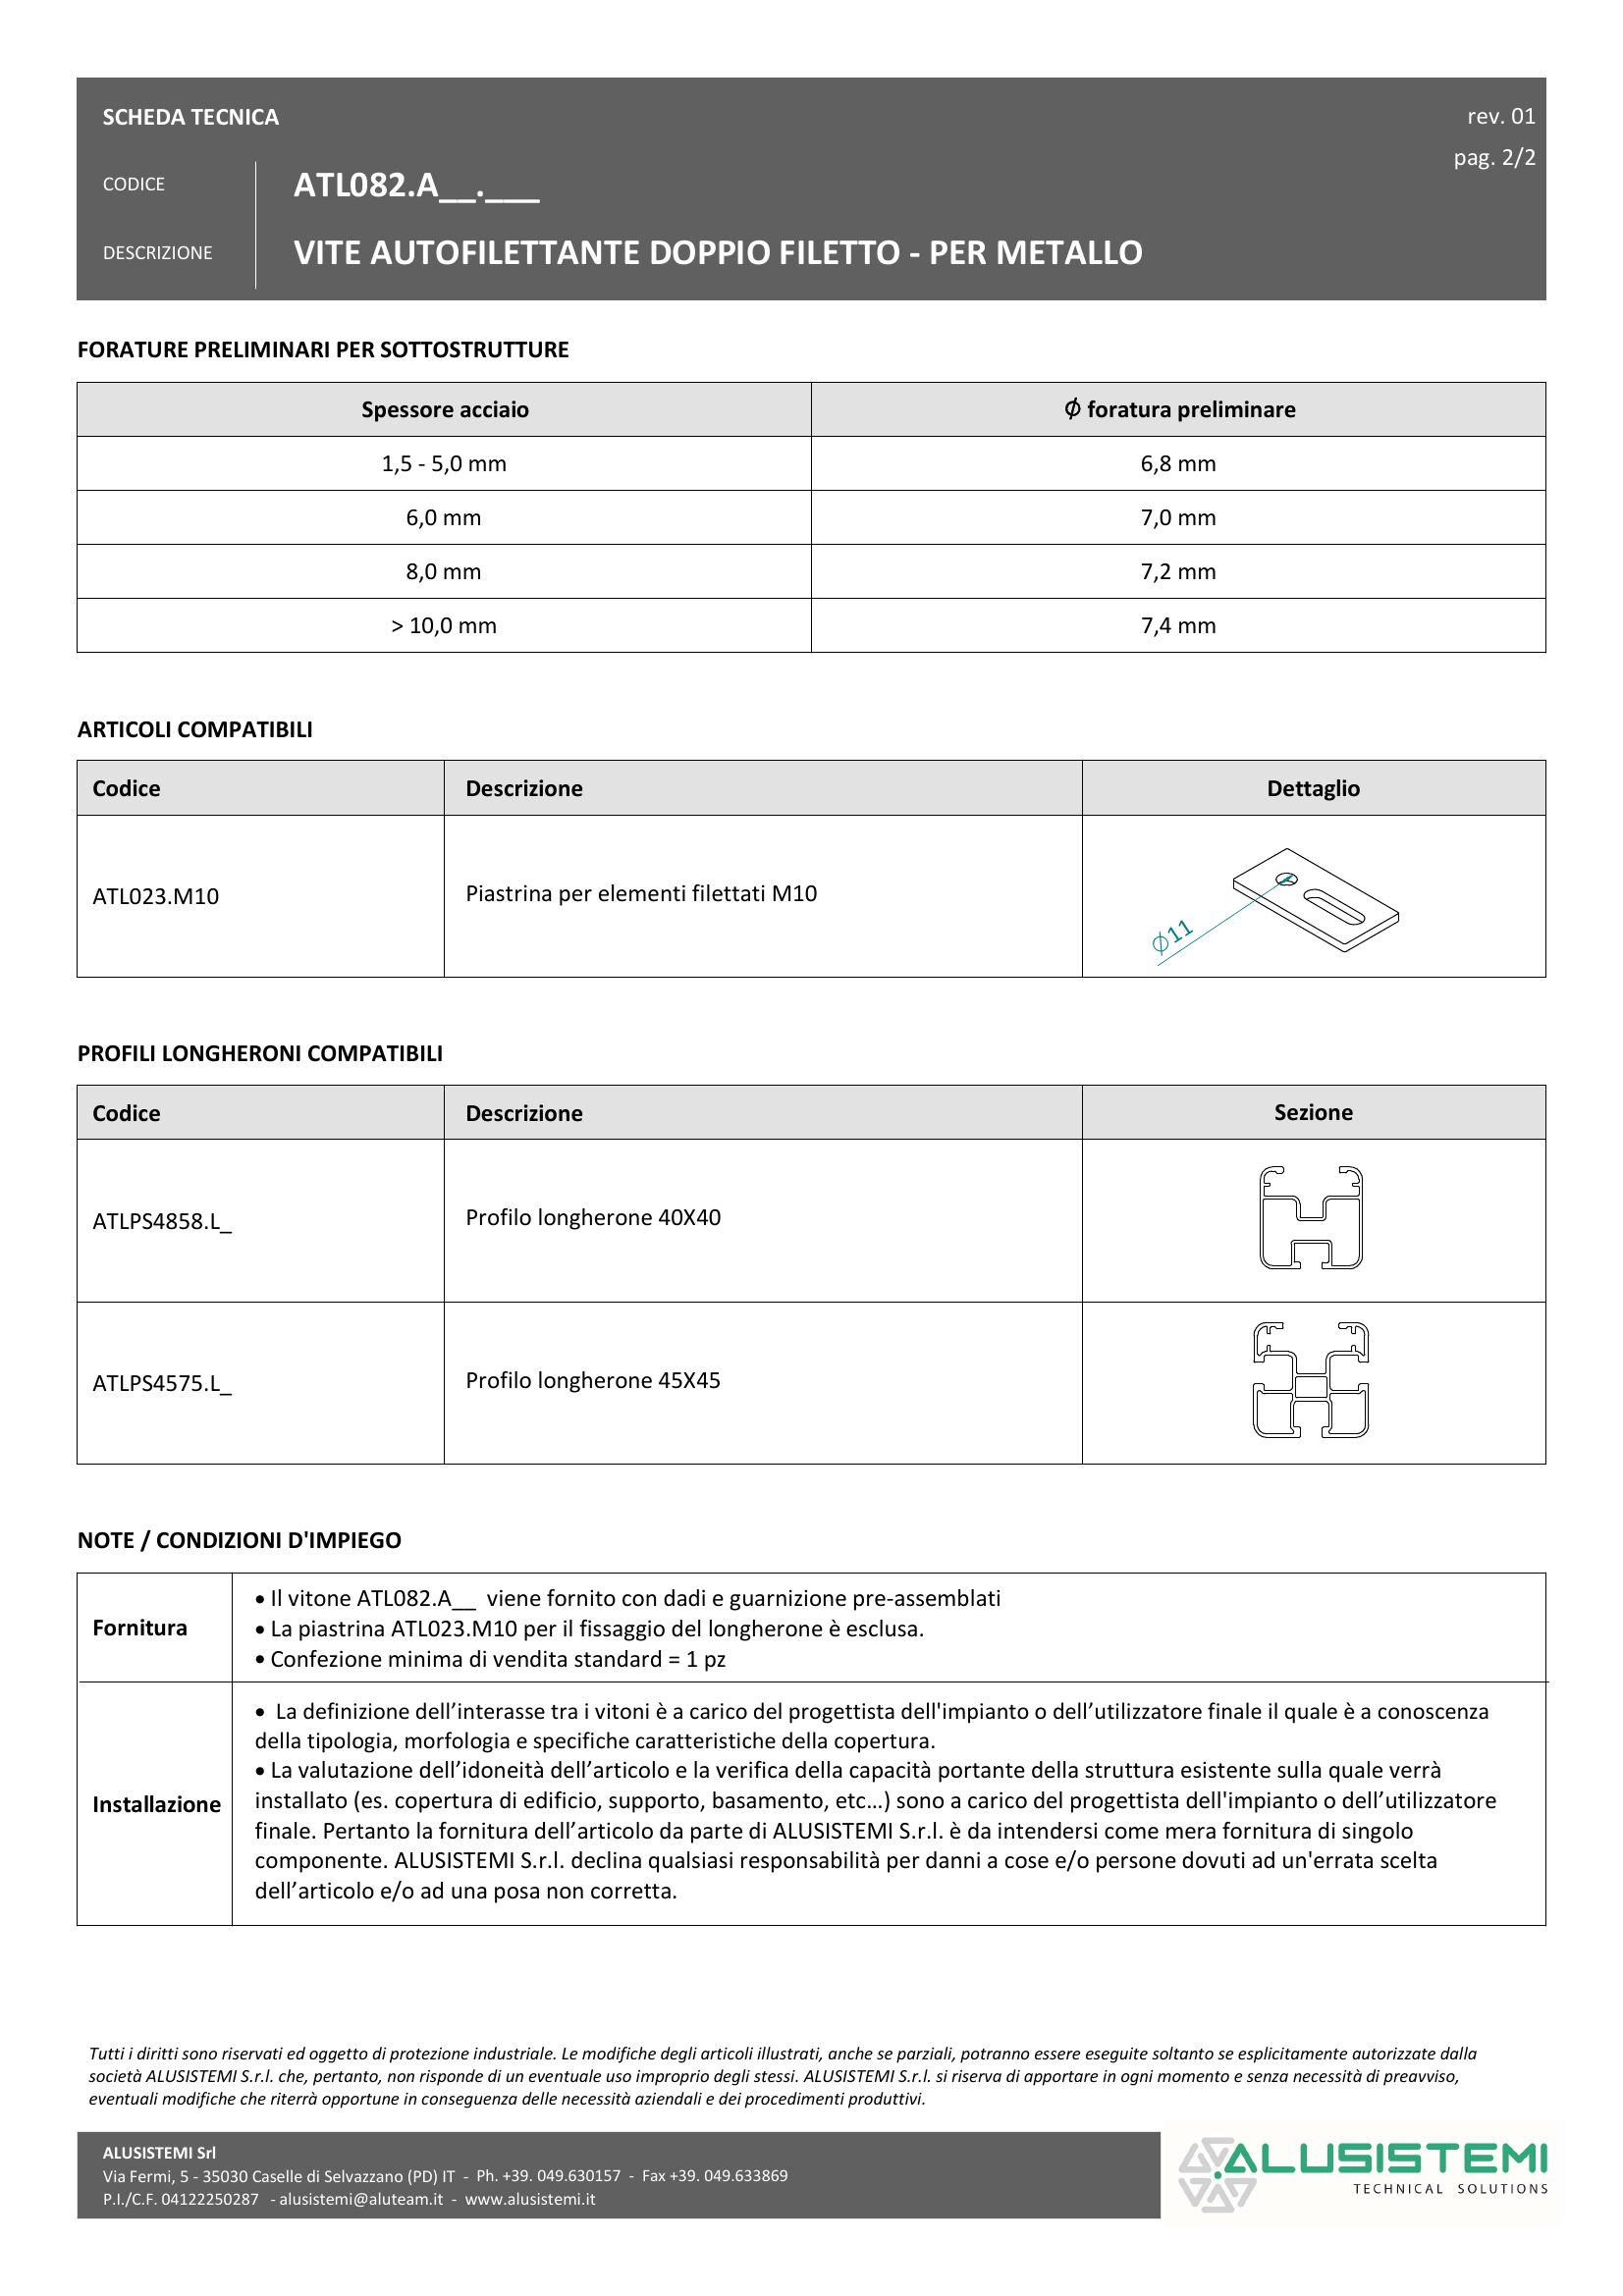 SCHEDA TECNICA
rev. 01
pag. 2/2
CODICE
ATL082.A__.___
DESCRIZIONE
VITE AUTOFILETTANTE DOPPIO FILETTO - PER METALLO
FORATURE PRELIMINARI PER SOTTOSTRUTTURE
Spessore acciaio
∅ foratura preliminare
1,5 - 5,0 mm
6,8 mm
6,0 mm
7,0 mm
8,0 mm
7,2 mm
> 10,0 mm
7,4 mm
ARTICOLI COMPATIBILI
Codice
Descrizione
Dettaglio
ATL023.M10
Piastrina per elementi filettati M10
∅11
PROFILI LONGHERONI COMPATIBILI
Codice
Descrizione
Sezione
ATLPS4858.L_
Profilo longherone 40X40
ATLPS4575.L_
Profilo longherone 45X45
NOTE / CONDIZIONI D'IMPIEGO
Fornitura
• Il vitone ATL082.A__ viene fornito con dadi e guarnizione pre-assemblati
• La piastrina ATL023.M10 per il fissaggio del longherone è esclusa.
• Confezione minima di vendita standard = 1 pz
Installazione
• La definizione dell’interasse tra i vitoni è a carico del progettista dell'impianto o dell’utilizzatore finale il quale è a conoscenza
della tipologia, morfologia e specifiche caratteristiche della copertura.
• La valutazione dell’idoneità dell’articolo e la verifica della capacità portante della struttura esistente sulla quale verrà
installato (es. copertura di edificio, supporto, basamento, etc…) sono a carico del progettista dell'impianto o dell’utilizzatore
finale. Pertanto la fornitura dell’articolo da parte di ALUSISTEMI S.r.l. è da intendersi come mera fornitura di singolo
componente. ALUSISTEMI S.r.l. declina qualsiasi responsabilità per danni a cose e/o persone dovuti ad un'errata scelta
dell’articolo e/o ad una posa non corretta.
Tutti i diritti sono riservati ed oggetto di protezione industriale. Le modifiche degli articoli illustrati, anche se parziali, potranno essere eseguite soltanto se esplicitamente autorizzate dalla
società ALUSISTEMI S.r.l. che, pertanto, non risponde di un eventuale uso improprio degli stessi. ALUSISTEMI S.r.l. si riserva di apportare in ogni momento e senza necessità di preavviso,
eventuali modifiche che riterrà opportune in conseguenza delle necessità aziendali e dei procedimenti produttivi.
ALUSISTEMI Srl
Via Fermi, 5 - 35030 Caselle di Selvazzano (PD) IT - Ph. +39. 049.630157 - Fax +39. 049.633869
P.I./C.F. 04122250287 - alusistemi@aluteam.it - www.alusistemi.it
ALUSISTEMI
TECHNICAL SOLUTIONS